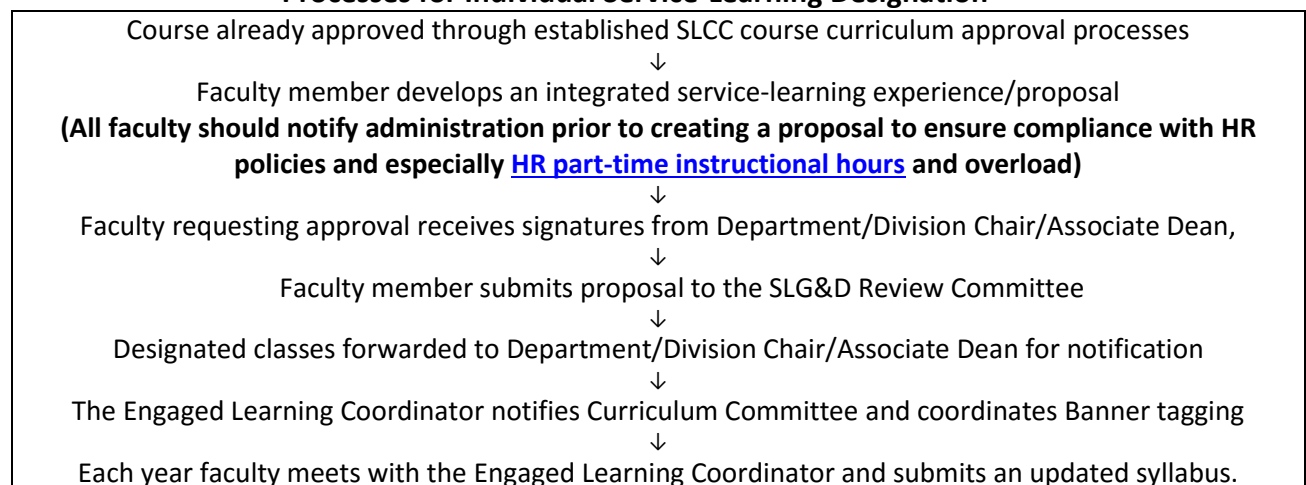 Processes for Individual Service-Learning Designation
Course already approved through established SLCC course curriculum approval processes
↓
Faculty member develops an integrated service-learning experience/proposal
(All faculty should notify administration prior to creating a proposal to ensure compliance with HR
policies and especially HR part-time instructional hours and overload)
↓
Faculty requesting approval receives signatures from Department/Division Chair/Associate Dean,
↓
Faculty member submits proposal to the SLG&D Review Committee
↓
Designated classes forwarded to Department/Division Chair/Associate Dean for notification
↓
The Engaged Learning Coordinator notifies Curriculum Committee and coordinates Banner tagging
↓
Each year faculty meets with the Engaged Learning Coordinator and submits an updated syllabus.